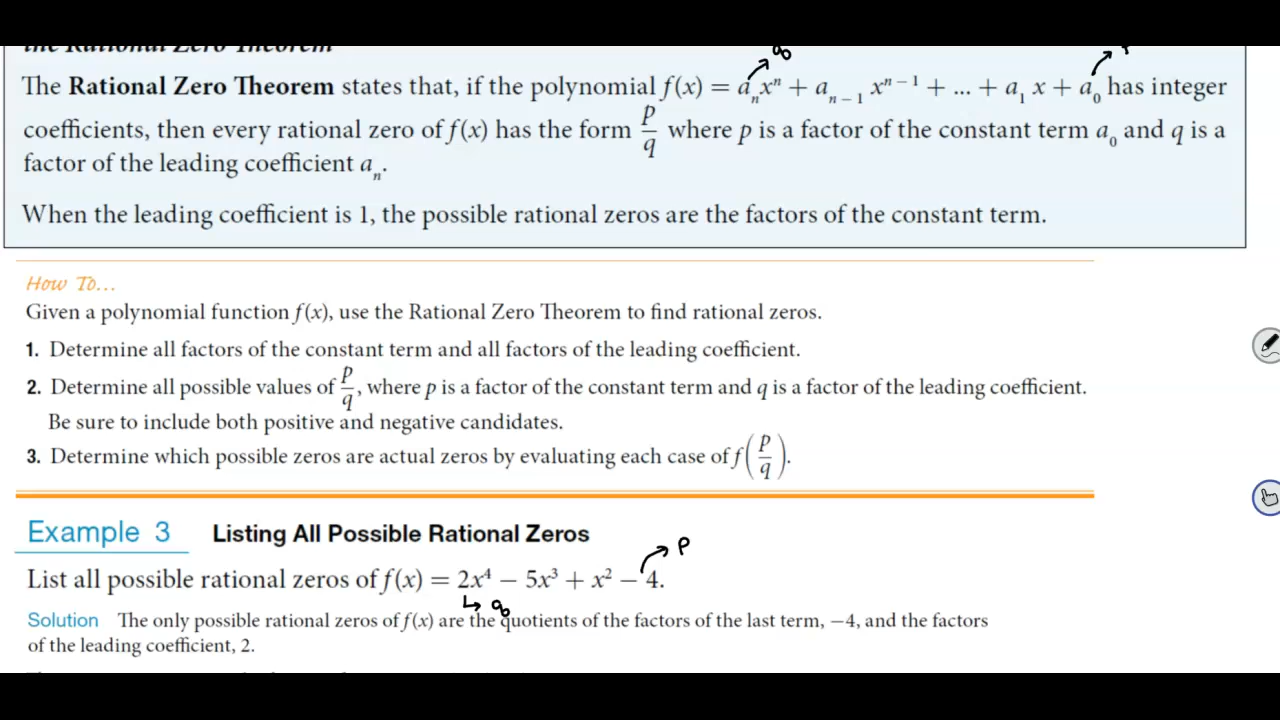 the Rational Zero Theorem
q p
The Rational Zero Theorem states that, if the polynomial f(x) = aₙxⁿ + aₙ₋₁ xⁿ⁻¹ + ... + a₁ x + a₀ has integer
coefficients, then every rational zero of f(x) has the form p/q where p is a factor of the constant term a₀ and q is a
factor of the leading coefficient aₙ.
When the leading coefficient is 1, the possible rational zeros are the factors of the constant term.
How To...
Given a polynomial function f(x), use the Rational Zero Theorem to find rational zeros.
1. Determine all factors of the constant term and all factors of the leading coefficient.
2. Determine all possible values of p/q, where p is a factor of the constant term and q is a factor of the leading coefficient.
Be sure to include both positive and negative candidates.
3. Determine which possible zeros are actual zeros by evaluating each case of f(p/q).
Example 3 Listing All Possible Rational Zeros
p
List all possible rational zeros of f(x) = 2x⁴ − 5x³ + x² − 4.
q
Solution The only possible rational zeros of f(x) are the quotients of the factors of the last term, −4, and the factors
of the leading coefficient, 2.